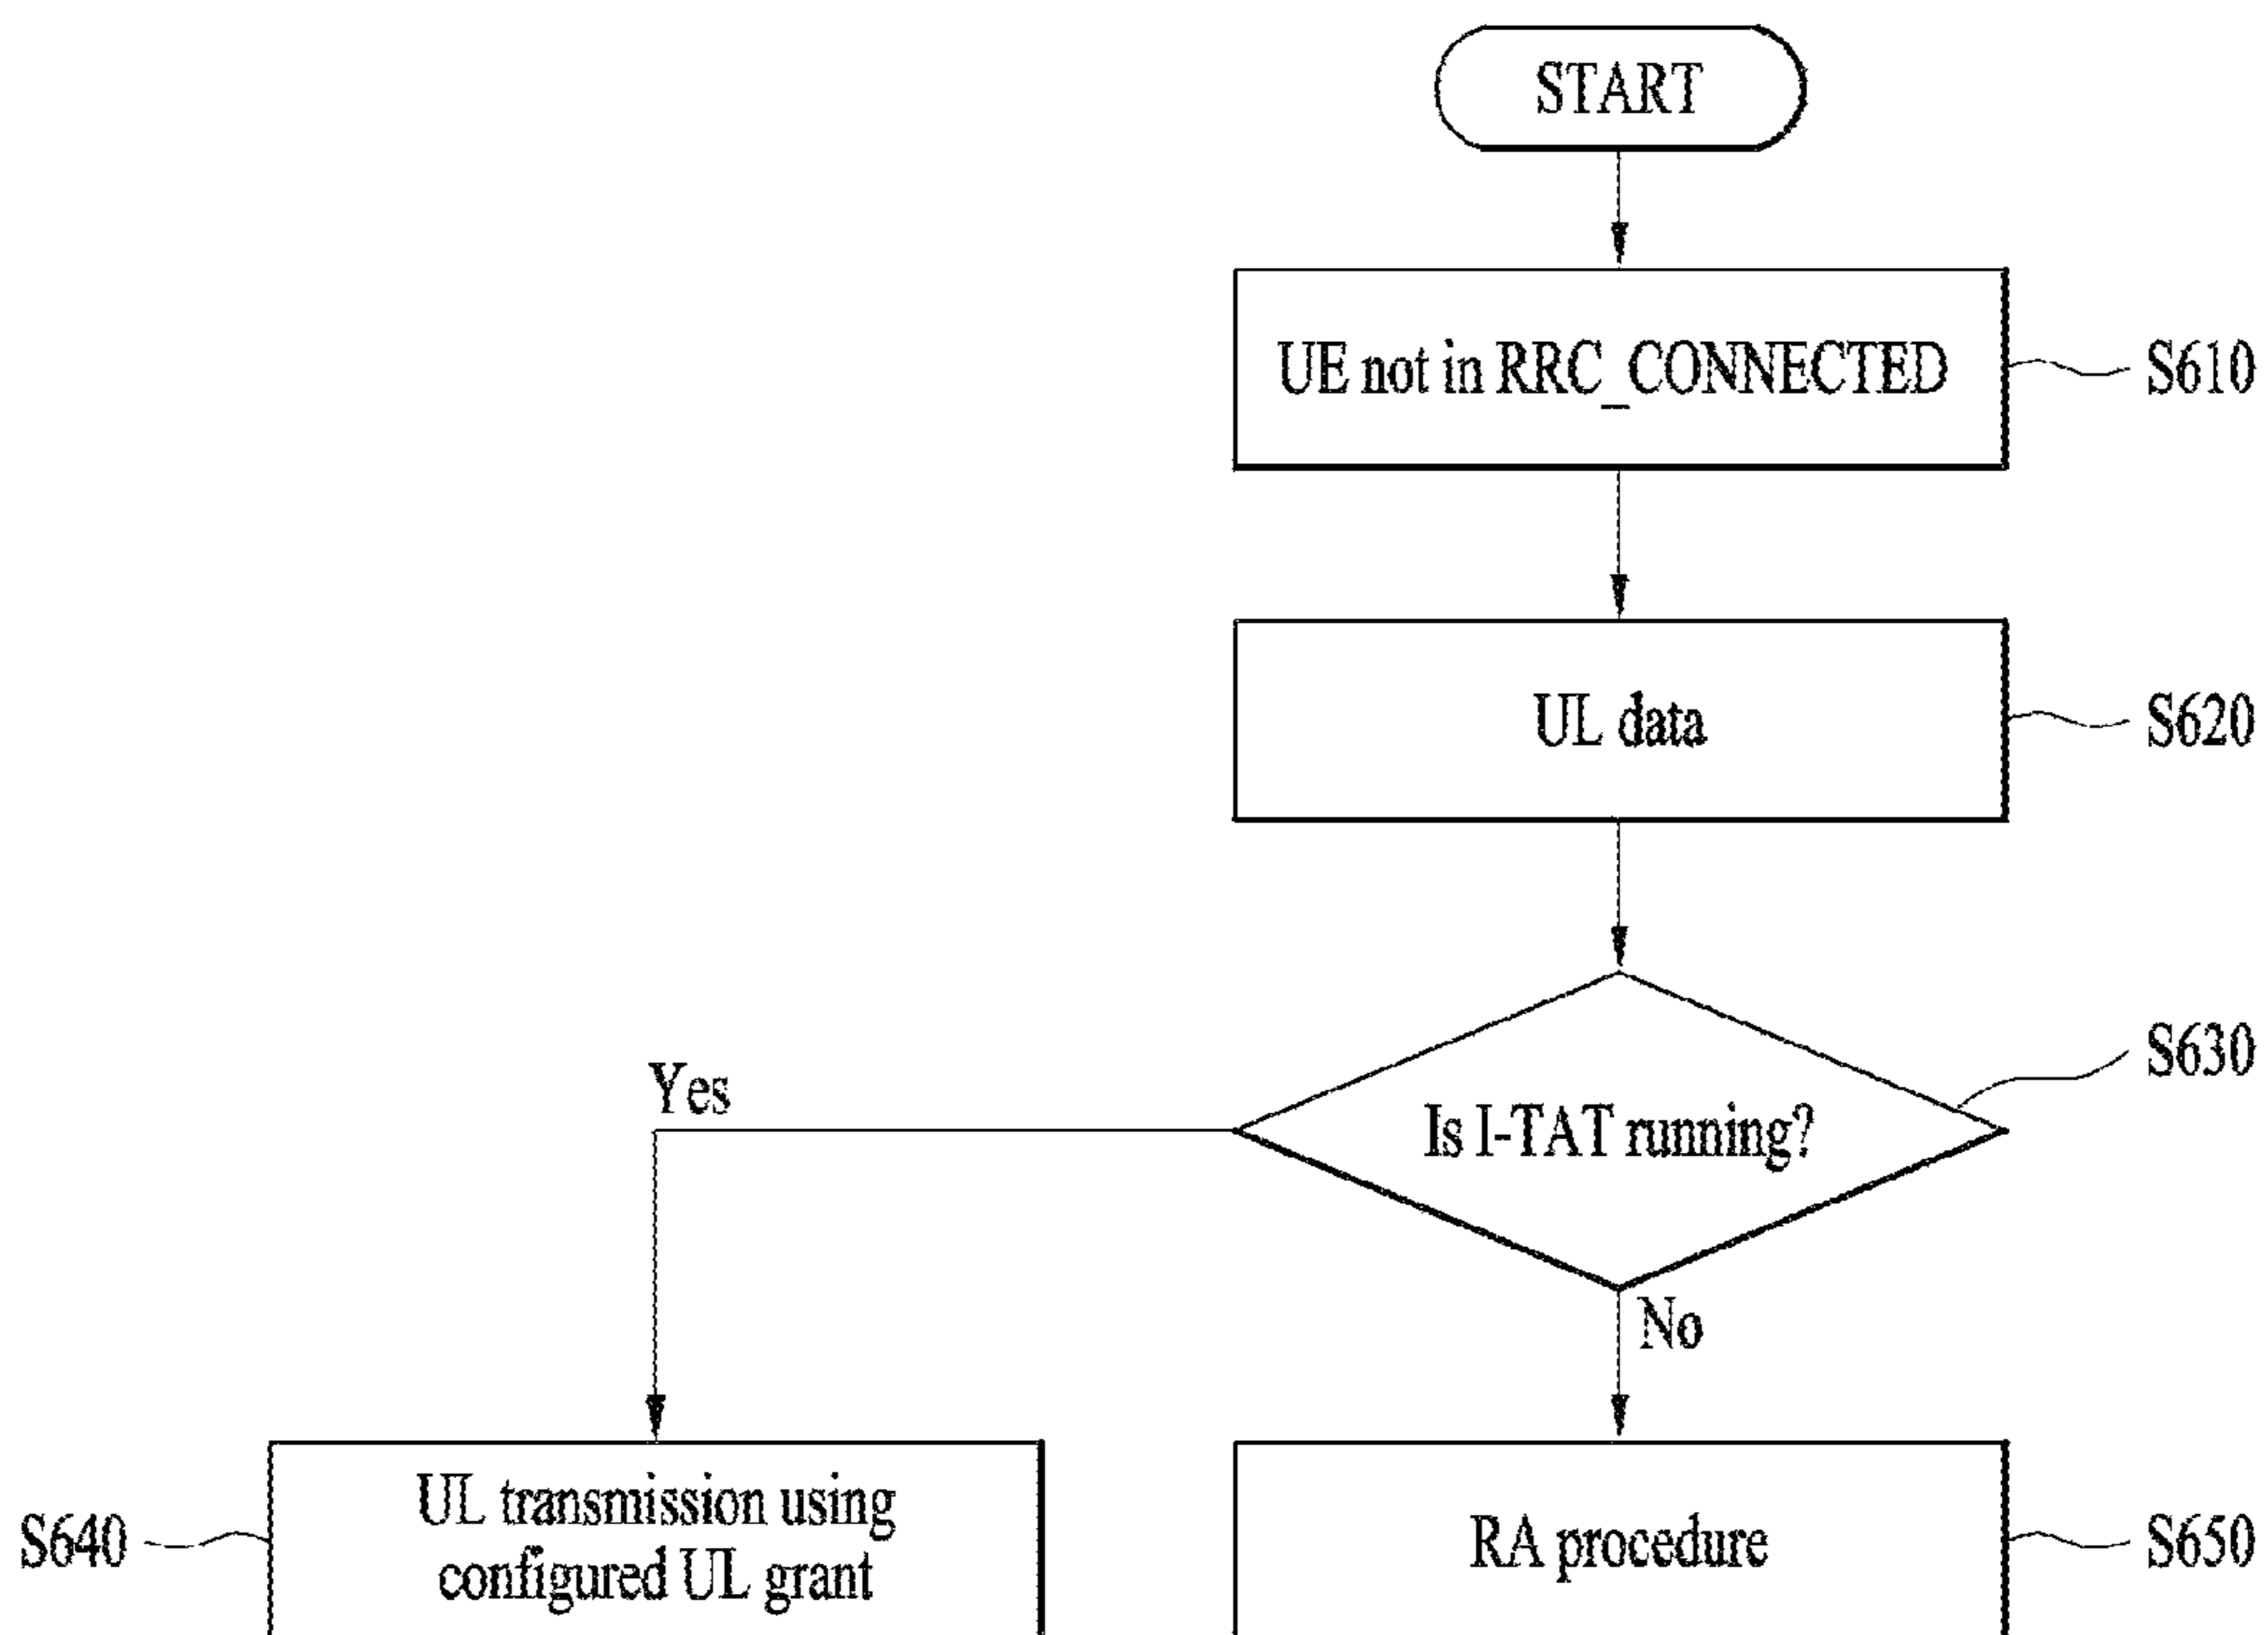 START
UE not in RRC_CONNECTED
S610
UL data
S620
S630
Yes
Is I-TAT running?
No
UL transmission using
configured UL grant
S640
RA procedure
S650